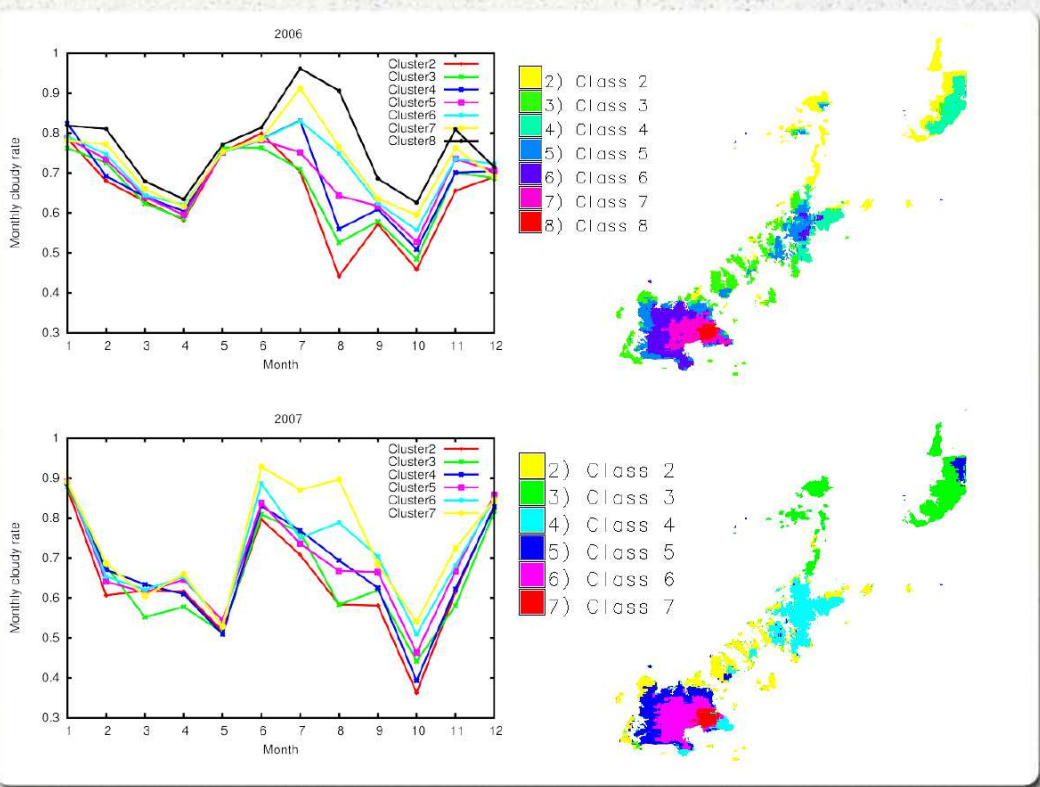 2006
1
0.9
0.8
0.7
0.6
0.5
0.4
0.3
Monthly cloudy rate
1 2 3 4 5 6 7 8 9 10 11 12
Month
Cluster2
Cluster3
Cluster4
Cluster5
Cluster6
Cluster7
Cluster8
2) Class 2
3) Class 3
4) Class 4
5) Class 5
6) Class 6
7) Class 7
8) Class 8
2007
1
0.9
0.8
0.7
0.6
0.5
0.4
0.3
Monthly cloudy rate
1 2 3 4 5 6 7 8 9 10 11 12
Month
Cluster2
Cluster3
Cluster4
Cluster5
Cluster6
Cluster7
2) Class 2
3) Class 3
4) Class 4
5) Class 5
6) Class 6
7) Class 7